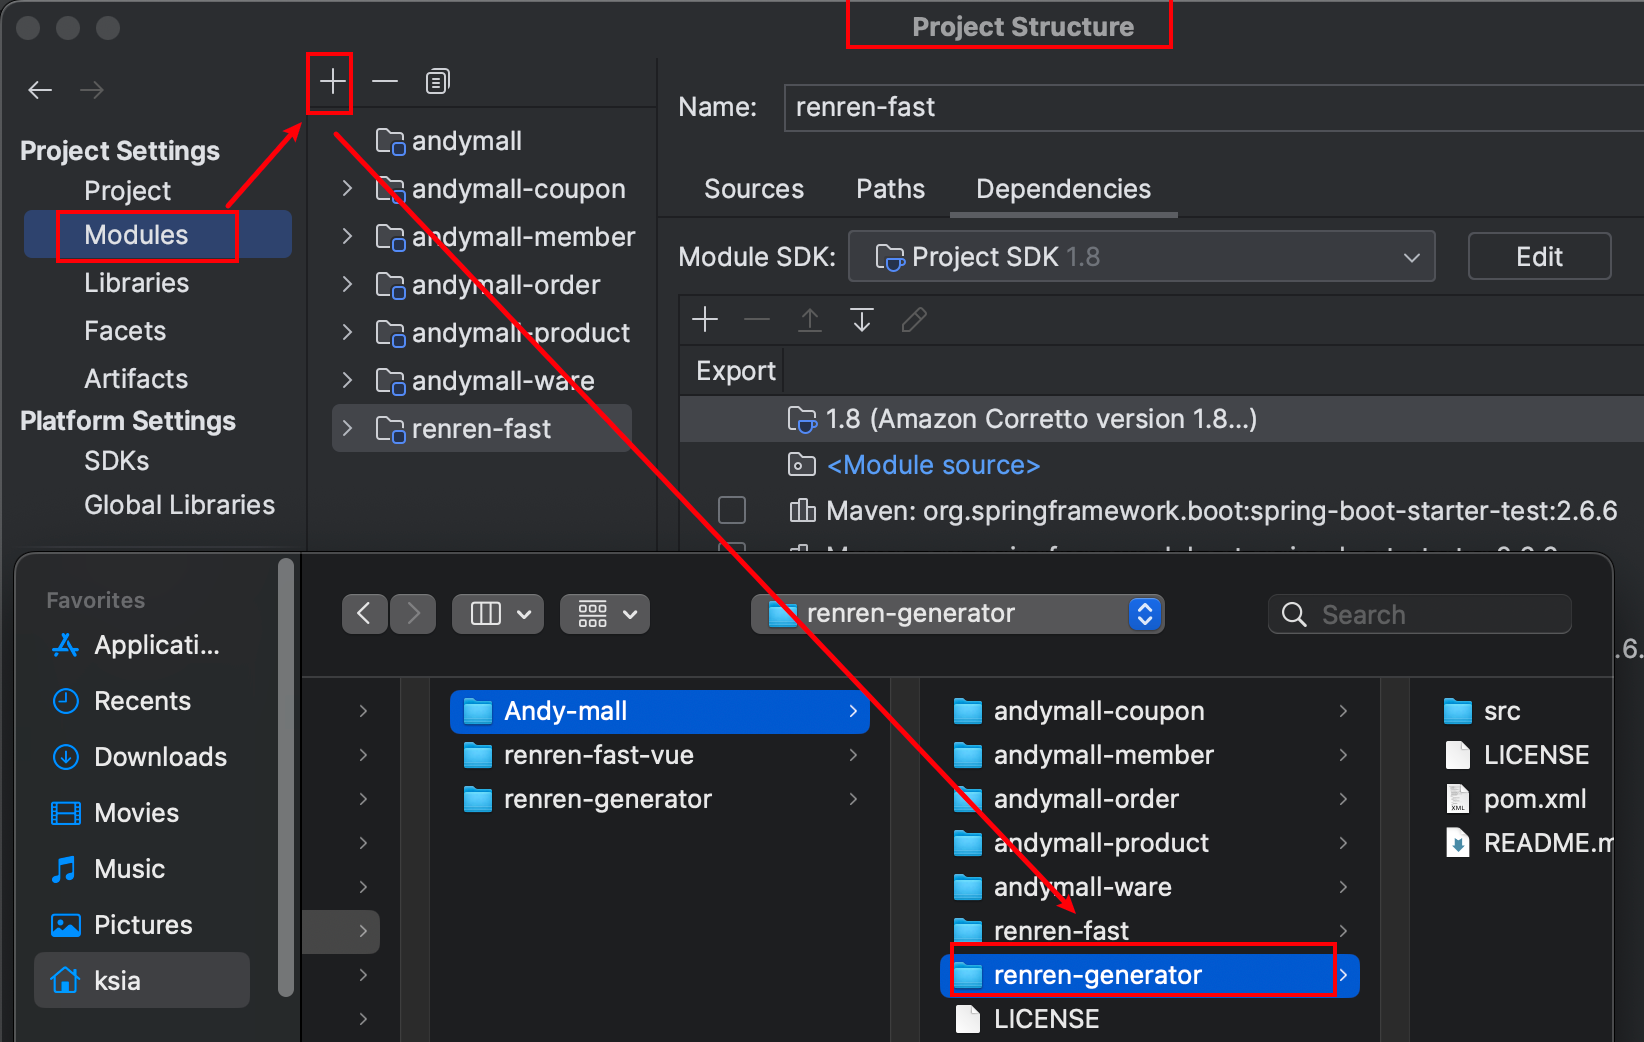 Project Structure
Project Settings
Project
Modules
Libraries
Facets
Artifacts
Platform Settings
SDKs
Global Libraries
andymall
andymall-coupon
andymall-member
andymall-order
andymall-product
andymall-ware
renren-fast
Name: renren-fast
Sources Paths Dependencies
Module SDK: Project SDK 1.8 Edit
Export
1.8 (Amazon Corretto version 1.8...)
<Module source>
Maven: org.springframework.boot:spring-boot-starter-test:2.6.6
.6.
Favorites
Applicati...
Recents
Downloads
Movies
Music
Pictures
ksia
renren-generator
Search
Andy-mall
renren-fast-vue
renren-generator
andymall-coupon
andymall-member
andymall-order
andymall-product
andymall-ware
renren-fast
renren-generator
LICENSE
src
LICENSE
pom.xml
README.m